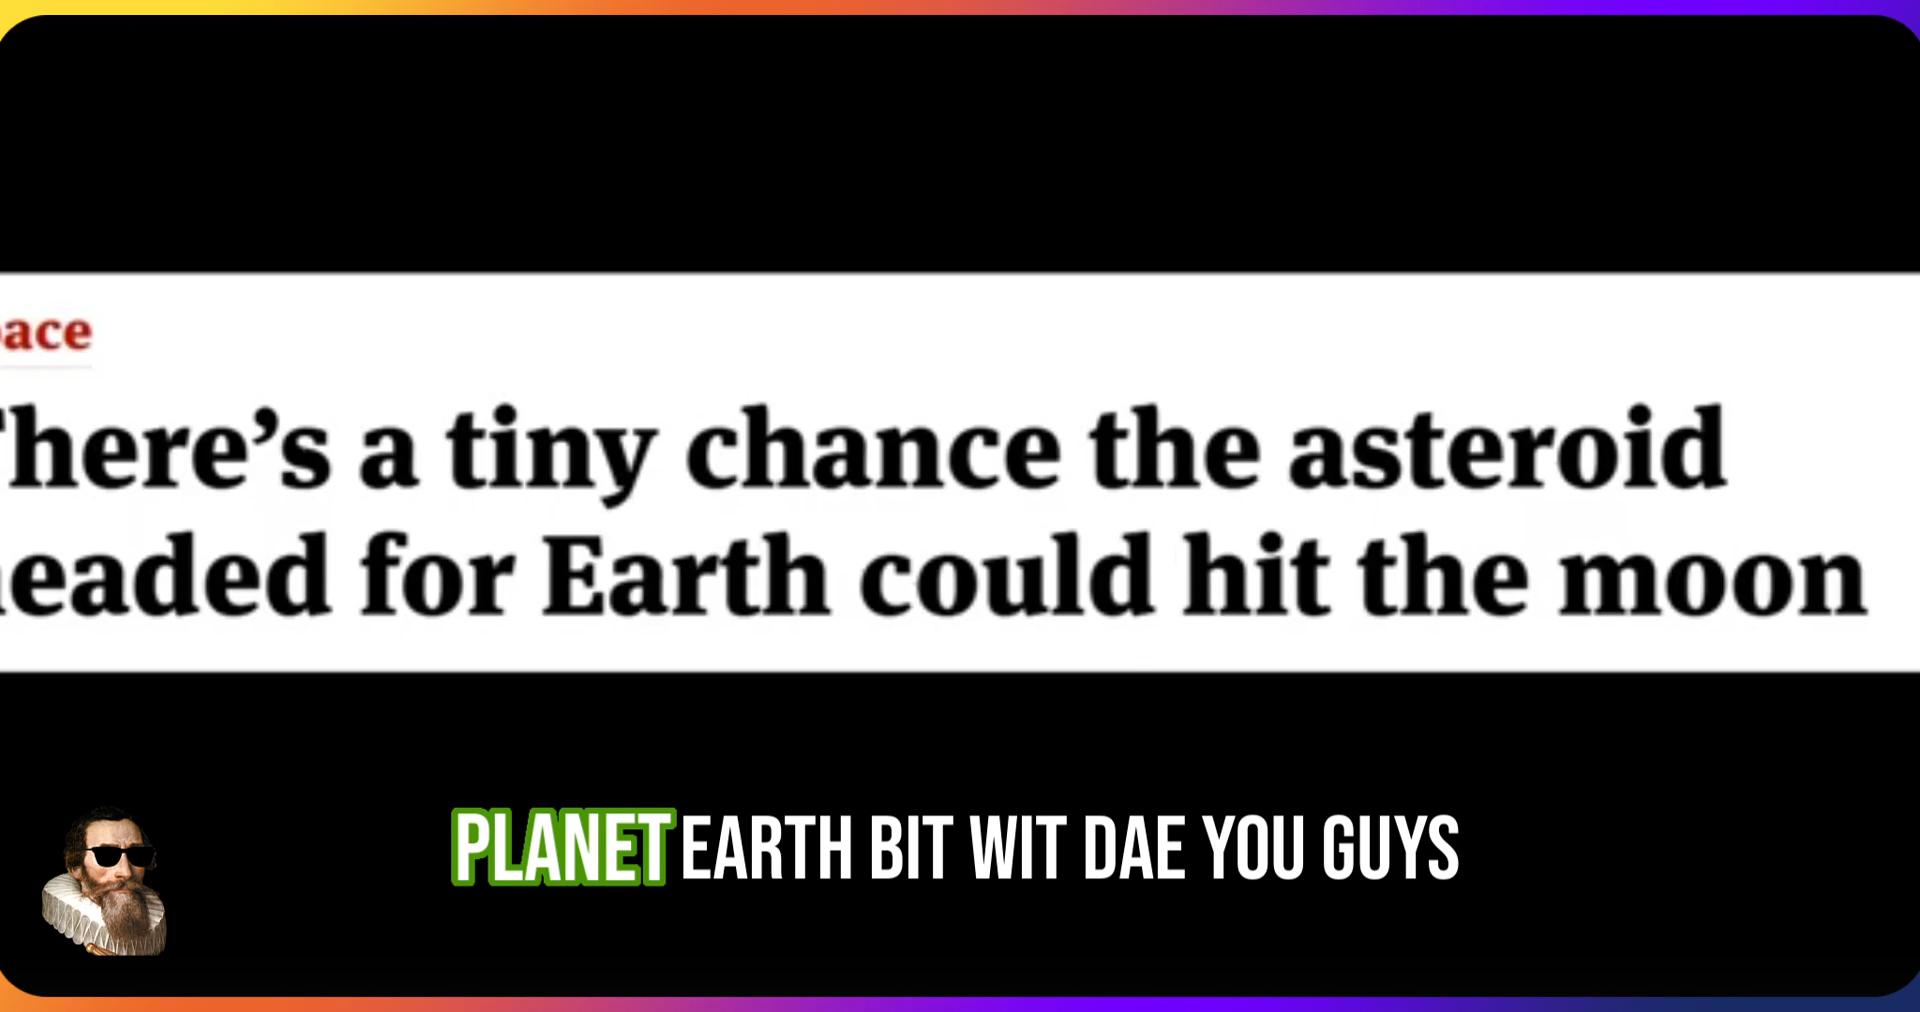 ace
here’s a tiny chance the asteroid
eaded for Earth could hit the moon
PLANET EARTH BIT WIT DAE YOU GUYS